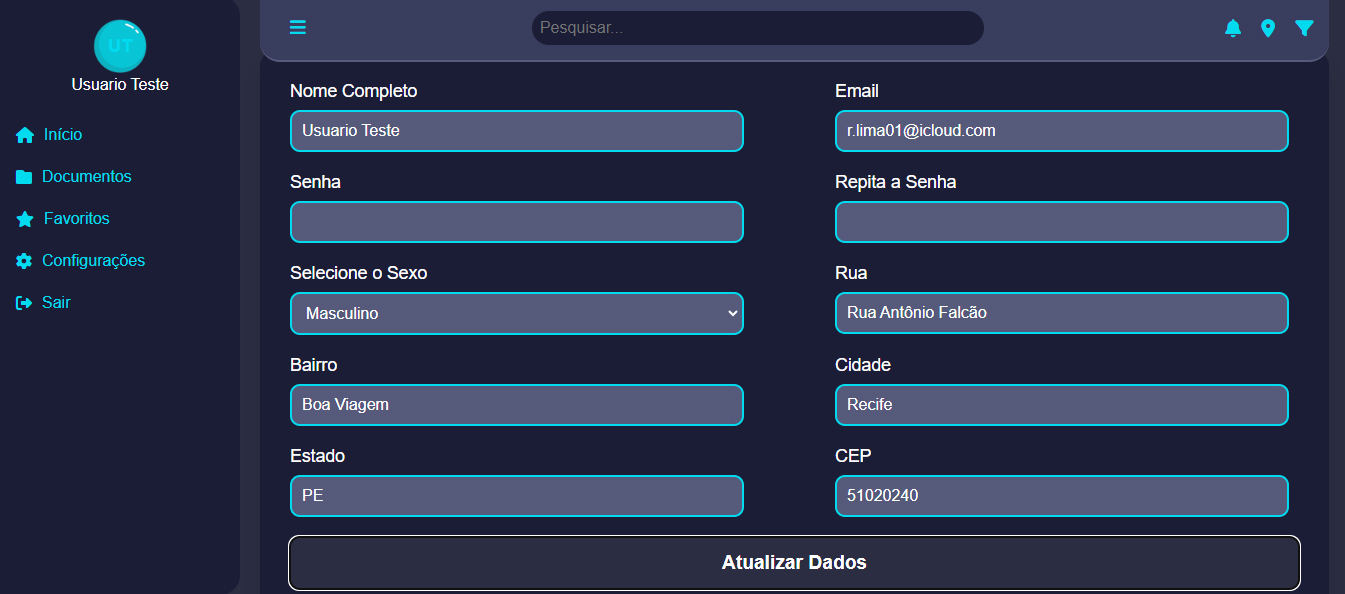 UT
Usuario Teste
Início
Documentos
Favoritos
Configurações
Sair
Pesquisar...
Nome Completo
Email
Usuario Teste
r.lima01@icloud.com
Senha
Repita a Senha
Selecione o Sexo
Rua
Masculino
Rua Antônio Falcão
Bairro
Cidade
Boa Viagem
Recife
Estado
CEP
PE
51020240
Atualizar Dados